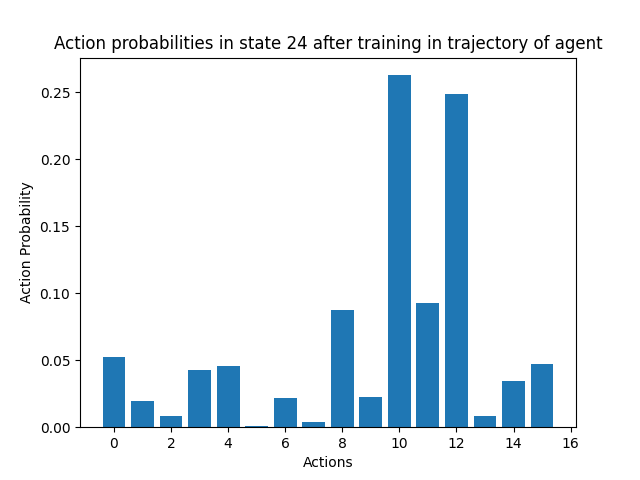 Action probabilities in state 24 after training in trajectory of agent
Action Probability
0.25
0.20
0.15
0.10
0.05
0.00
0 2 4 6 8 10 12 14 16
Actions